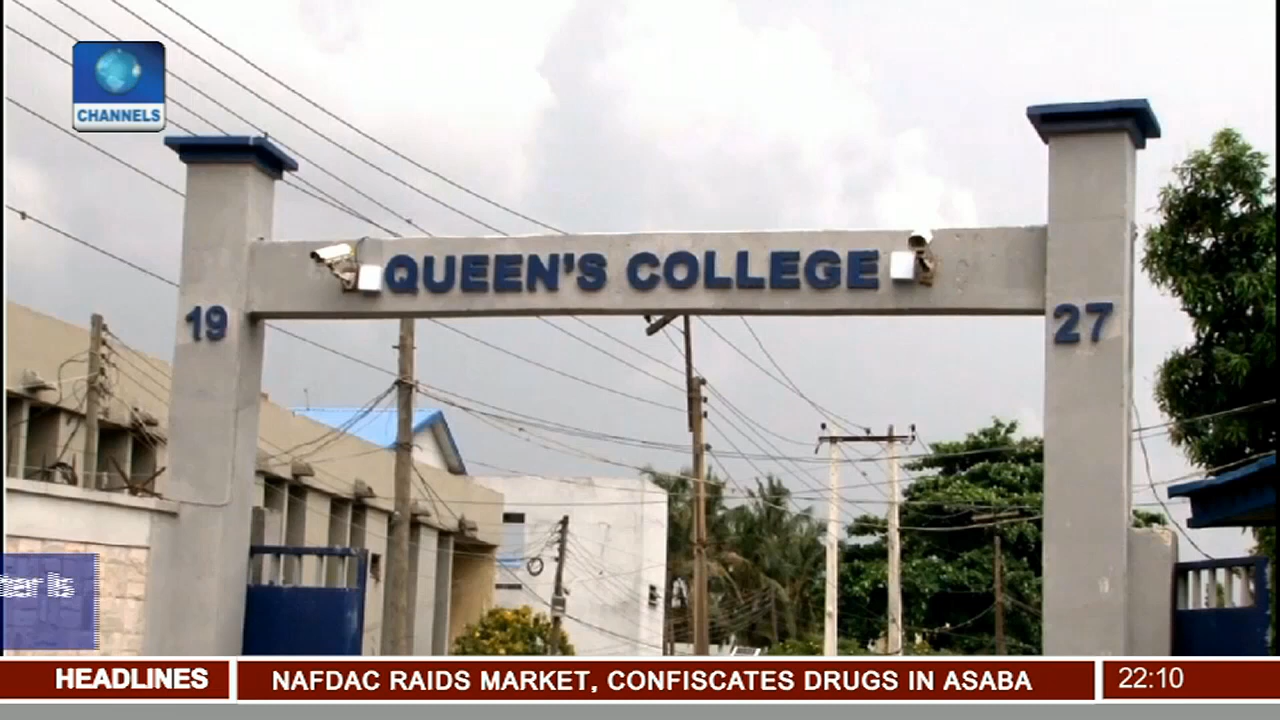 CHANNELS
QUEEN'S COLLEGE
19
27
HEADLINES
NAFDAC RAIDS MARKET, CONFISCATES DRUGS IN ASABA
22:10